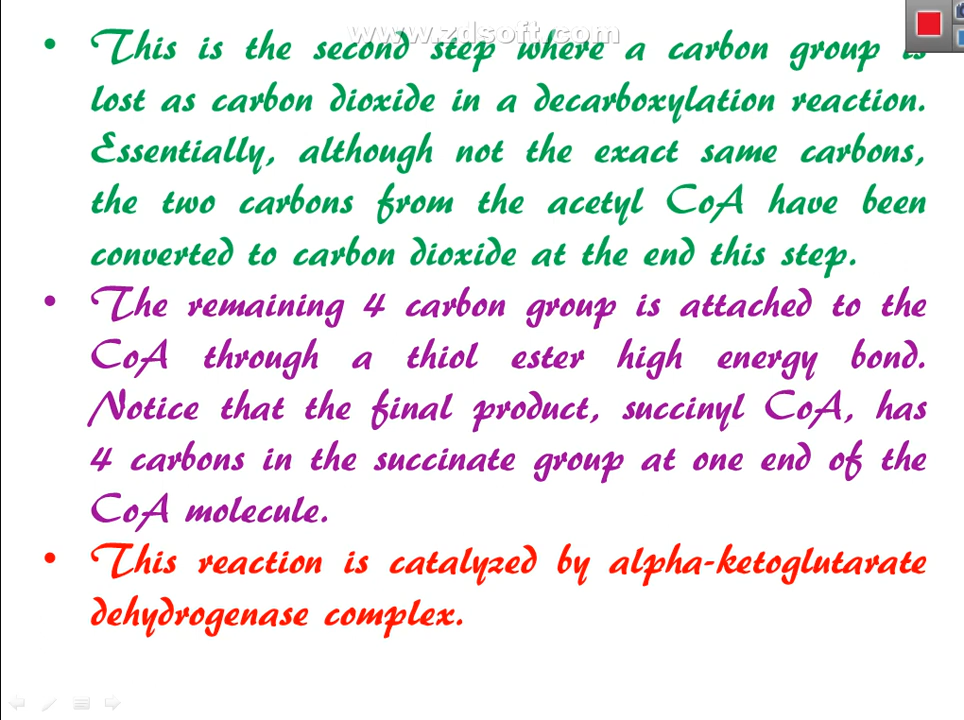 www.zdsoft.com
• This is the second step where a carbon group is
lost as carbon dioxide in a decarboxylation reaction.
Essentially, although not the exact same carbons,
the two carbons from the acetyl CoA have been
converted to carbon dioxide at the end this step.
• The remaining 4 carbon group is attached to the
CoA through a thiol ester high energy bond.
Notice that the final product, succinyl CoA, has
4 carbons in the succinate group at one end of the
CoA molecule.
• This reaction is catalyzed by alpha-ketoglutarate
dehydrogenase complex.